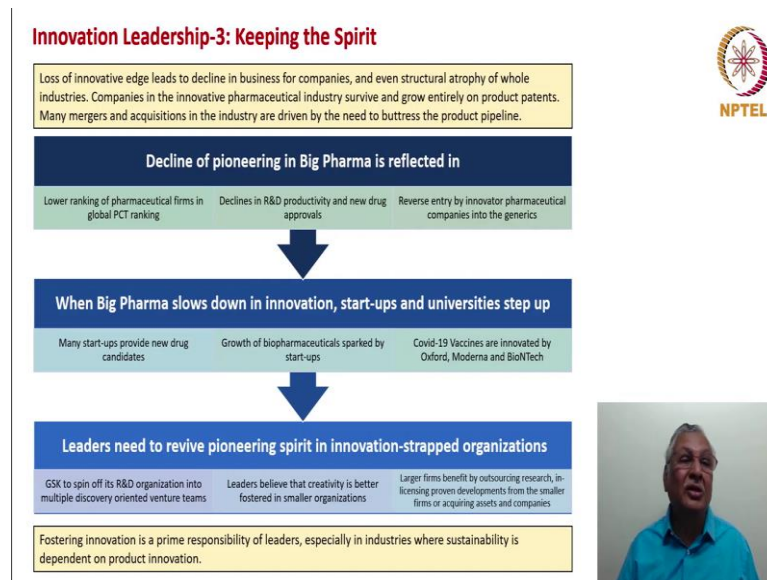 Innovation Leadership-3: Keeping the Spirit
NPTEL
Loss of innovative edge leads to decline in business for companies, and even structural atrophy of whole
industries. Companies in the innovative pharmaceutical industry survive and grow entirely on product patents.
Many mergers and acquisitions in the industry are driven by the need to buttress the product pipeline.
Decline of pioneering in Big Pharma is reflected in
Lower ranking of pharmaceutical firms in
global PCT ranking
Declines in R&D productivity and new drug
approvals
Reverse entry by innovator pharmaceutical
companies into the generics
When Big Pharma slows down in innovation, start-ups and universities step up
Many start-ups provide new drug
candidates
Growth of biopharmaceuticals sparked by
start-ups
Covid-19 Vaccines are innovated by
Oxford, Moderna and BioNTech
Leaders need to revive pioneering spirit in innovation-strapped organizations
GSK to spin off its R&D organization into
multiple discovery oriented venture teams
Leaders believe that creativity is better
fostered in smaller organizations
Larger firms benefit by outsourcing research, in-
licensing proven developments from the smaller
firms or acquiring assets and companies
Fostering innovation is a prime responsibility of leaders, especially in industries where sustainability is
dependent on product innovation.